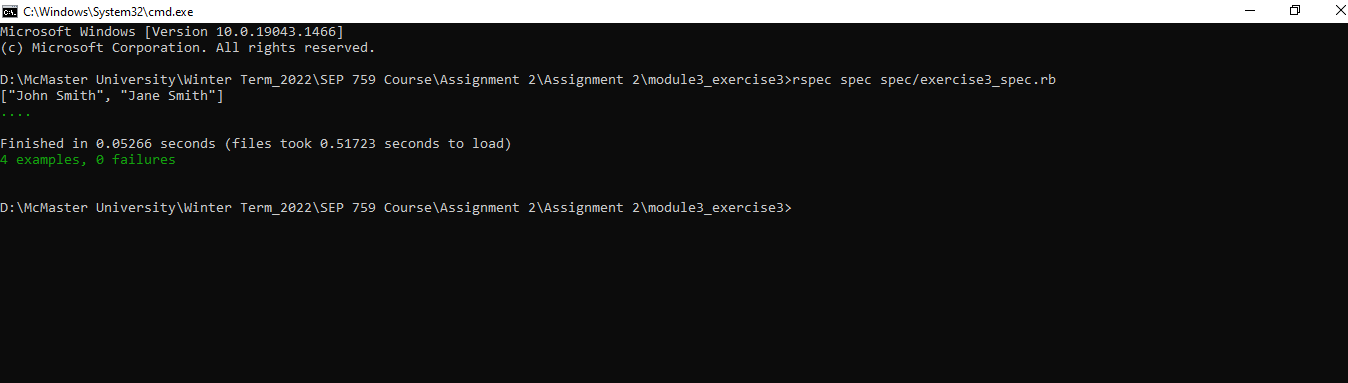 C:\Windows\System32\cmd.exe
Microsoft Windows [Version 10.0.19043.1466]
(c) Microsoft Corporation. All rights reserved.
D:\McMaster University\Winter Term_2022\SEP 759 Course\Assignment 2\Assignment 2\module3_exercise3>rspec spec spec/exercise3_spec.rb
["John Smith", "Jane Smith"]
....
Finished in 0.05266 seconds (files took 0.51723 seconds to load)
4 examples, 0 failures
D:\McMaster University\Winter Term_2022\SEP 759 Course\Assignment 2\Assignment 2\module3_exercise3>